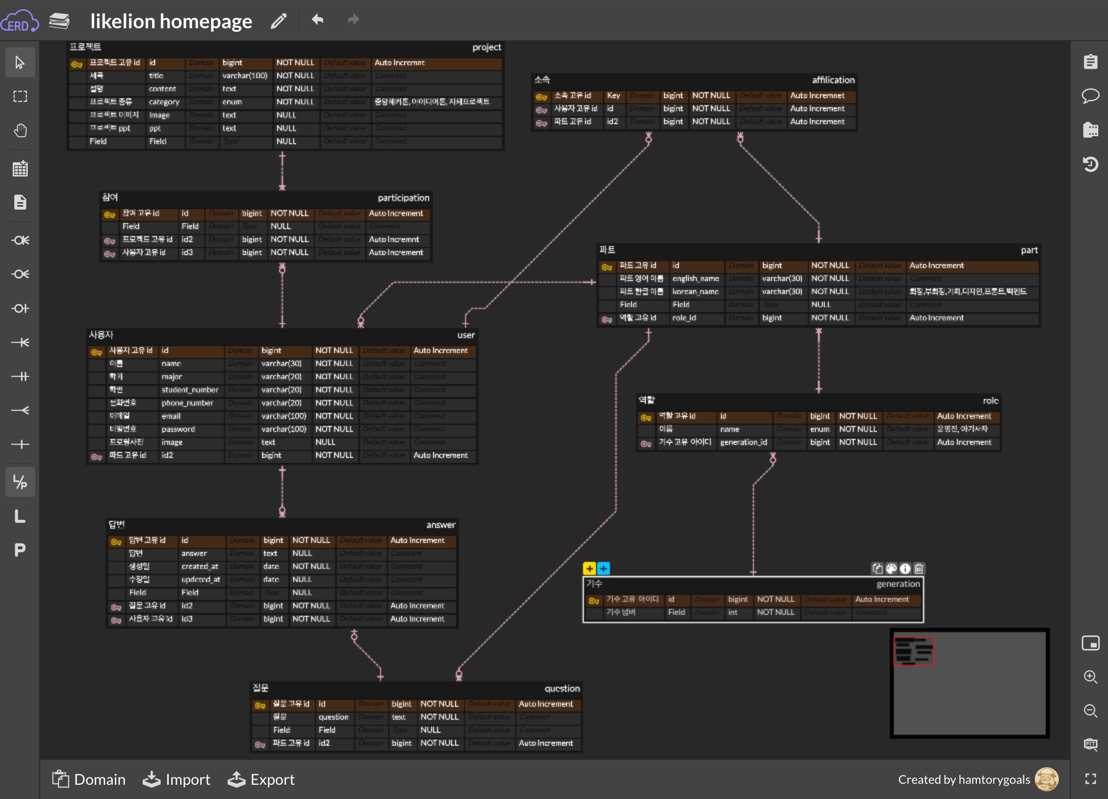 ERD
likelion homepage
프로젝트 project
프로젝트 고유 id id Domain bigint NOT NULL Default value Auto Incremnt
제목 title Domain varchar(100) NOT NULL Default value Comment
설명 content Domain text NOT NULL Default value Comment
프로젝트 종류 category Domain enum NOT NULL Default value 중앙해커톤, 아이디어톤, 자체프로젝트
프로젝트 이미지 image Domain text NULL Default value Comment
프로젝트 ppt ppt Domain text NULL Default value Comment
Field Field Domain Type NULL Default value Comment
소속 affilication
소속 고유 id Key Domain bigint NOT NULL Default value Auto Incremnet
사용자 고유 id id Domain bigint NOT NULL Default value Auto Increment
파트 고유 id id2 Domain bigint NOT NULL Default value Auto Increment
참여 participation
참여 고유 id id Domain bigint NOT NULL Default value Auto Increment
Field Field Domain Type NULL Default value Comment
프로젝트 고유 id id2 Domain bigint NOT NULL Default value Auto Incremnt
사용자 고유 id id3 Domain bigint NOT NULL Default value Auto Increment
파트 part
파트 고유 id id Domain bigint NOT NULL Default value Auto Increment
파트 영어 이름 english_name Domain varchar(30) NOT NULL Default value Comment
파트 한글 이름 korean_name Domain varchar(30) NOT NULL Default value 회장,부회장,기획,디자인,프론트,백엔드
Field Field Domain Type NULL Default value Comment
역할 고유 id role_id Domain bigint NOT NULL Default value Auto Increment
사용자 user
사용자 고유 id id Domain bigint NOT NULL Default value Auto Increment
이름 name Domain varchar(30) NOT NULL Default value Comment
학과 major Domain varchar(20) NOT NULL Default value Comment
학번 student_number Domain varchar(20) NOT NULL Default value Comment
전화번호 phone_number Domain varchar(20) NOT NULL Default value Comment
이메일 email Domain varchar(100) NOT NULL Default value Comment
비밀번호 password Domain varchar(100) NOT NULL Default value Comment
프로필사진 image Domain text NULL Default value Comment
파트 고유 id id2 Domain bigint NOT NULL Default value Auto Increment
역할 role
역할 고유 id id Domain bigint NOT NULL Default value Auto Increment
이름 name Domain enum NOT NULL Default value 운영진, 아기사자
기수 고유 아이디 generation_id Domain bigint NOT NULL Default value Auto Increment
답변 answer
답변 고유 id id Domain bigint NOT NULL Default value Auto Increment
답변 answer Domain text NULL Default value Comment
생성일 created_at Domain date NOT NULL Default value Comment
수정일 updeted_at Domain date NULL Default value Comment
Field Field Domain Type NULL Default value Comment
질문 고유 id id2 Domain bigint NOT NULL Default value Auto Increment
사용자 고유 id id3 Domain bigint NOT NULL Default value Auto Increment
기수 generation
기수 고유 아이디 id Domain bigint NOT NULL Default value Auto Increment
기수 넘버 Field Domain int NOT NULL Default value Comment
질문 question
질문 고유 id id Domain bigint NOT NULL Default value Auto Increment
질문 question Domain text NOT NULL Default value Comment
Field Field Domain Type NULL Default value Comment
파트 고유 id id2 Domain bigint NOT NULL Default value Auto Increment
L/P
L
P
Domain Import Export Created by hamtorygoals